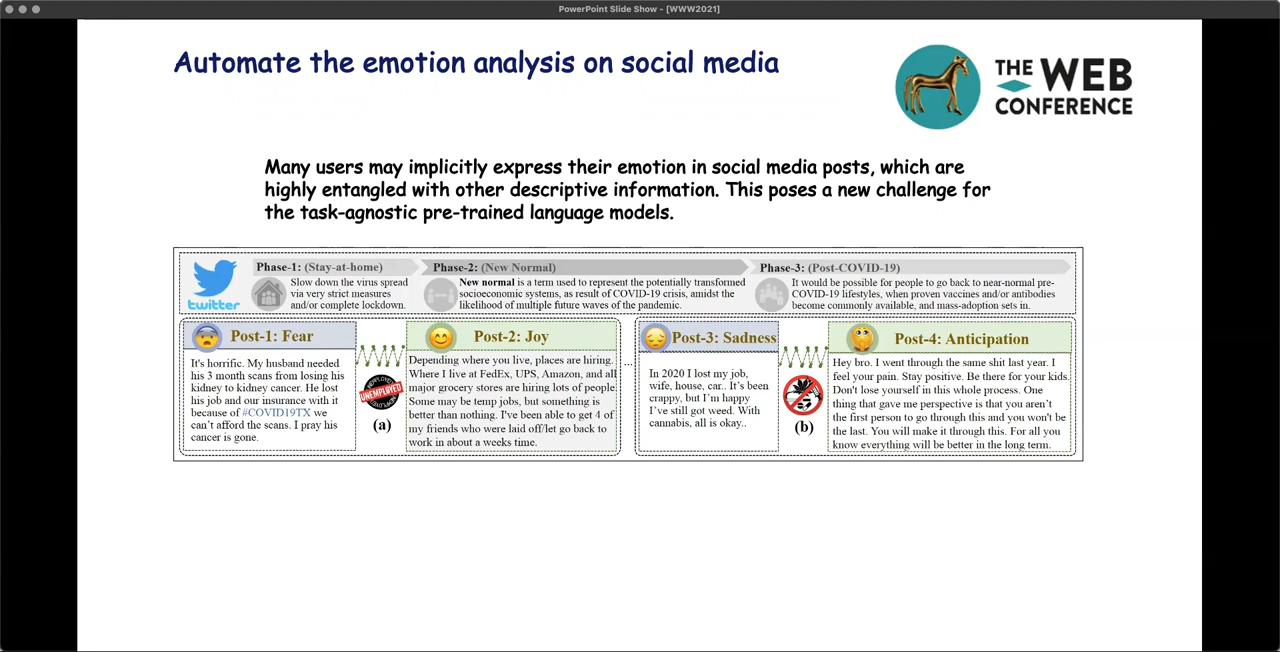 PowerPoint Slide Show - [WWW2021]
Automate the emotion analysis on social media
THE WEB
CONFERENCE
Many users may implicitly express their emotion in social media posts, which are
highly entangled with other descriptive information. This poses a new challenge for
the task-agnostic pre-trained language models.
twitter
Phase-1: (Stay-at-home)
Slow down the virus spread
via very strict measures
and/or complete lockdown.
Phase-2: (New Normal)
New normal is a term used to represent the potentially transformed
socioeconomic systems, as result of COVID-19 crisis, amidst the
likelihood of multiple future waves of the pandemic.
Phase-3: (Post-COVID-19)
It would be possible for people to go back to near-normal pre-
COVID-19 lifestyles, when proven vaccines and/or antibodies
become commonly available, and mass-adoption sets in.
Post-1: Fear
It's horrific. My husband needed
his 3 month scans from losing his
kidney to kidney cancer. He lost
his job and our insurance with it
because of #COVID19TX we
can't afford the scans. I pray his
cancer is gone.
UNEMPLOYED
(a)
Post-2: Joy
Depending where you live, places are hiring.
Where I live at FedEx, UPS, Amazon, and all
major grocery stores are hiring lots of people.
Some may be temp jobs, but something is
better than nothing. I've been able to get 4 of
my friends who were laid off/let go back to
work in about a weeks time.
...
Post-3: Sadness
In 2020 I lost my job,
wife, house, car.. It's been
crappy, but I'm happy
I've still got weed. With
cannabis, all is okay..
(b)
Post-4: Anticipation
Hey bro. I went through the same shit last year. I
feel your pain. Stay positive. Be there for your kids.
Don't lose yourself in this whole process. One
thing that gave me perspective is that you aren't
the first person to go through this and you won't be
the last. You will make it through this. For all you
know everything will be better in the long term.